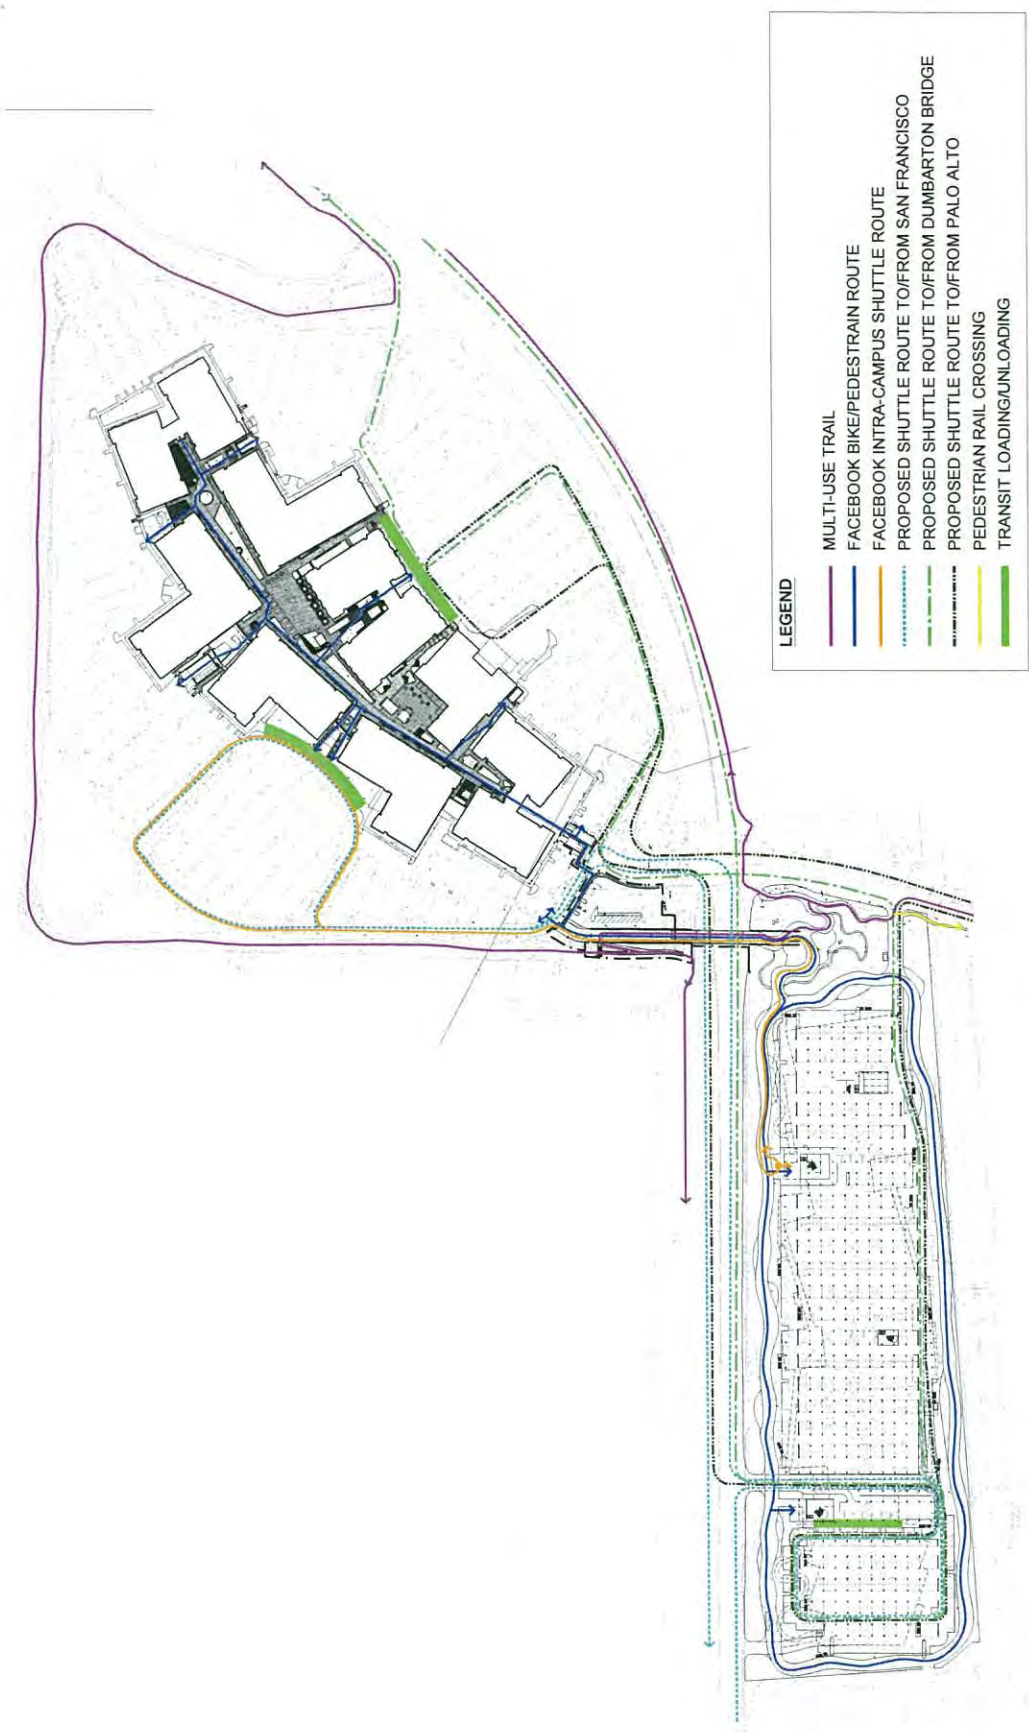 LEGEND
MULTI-USE TRAIL
FACEBOOK BIKE/PEDESTRAIN ROUTE
FACEBOOK INTRA-CAMPUS SHUTTLE ROUTE
PROPOSED SHUTTLE ROUTE TO/FROM SAN FRANCISCO
PROPOSED SHUTTLE ROUTE TO/FROM DUMBARTON BRIDGE
PROPOSED SHUTTLE ROUTE TO/FROM PALO ALTO
PEDESTRIAN RAIL CROSSING
TRANSIT LOADING/UNLOADING